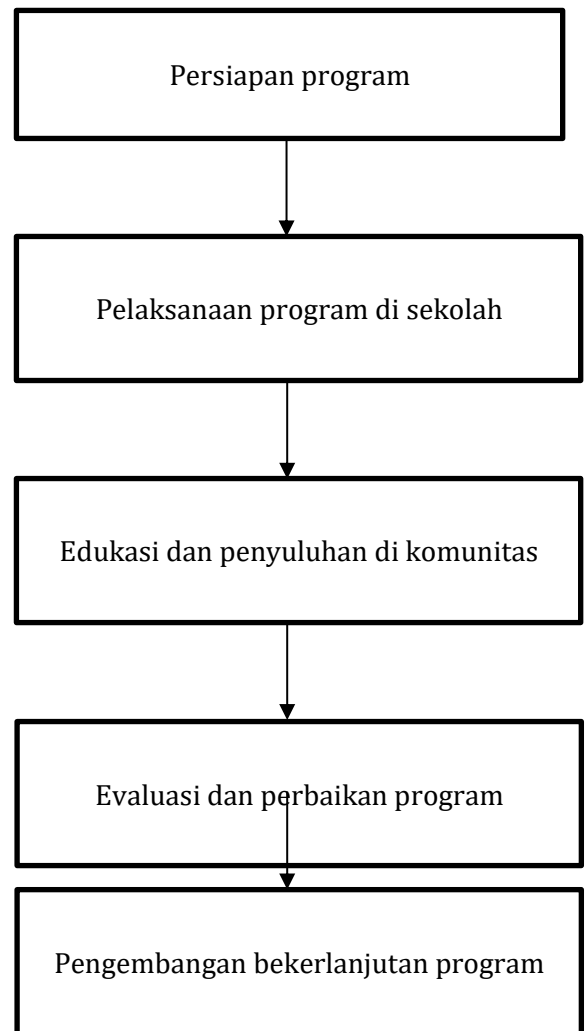 Persiapan program
Pelaksanaan program di sekolah
Edukasi dan penyuluhan di komunitas
Evaluasi dan perbaikan program
Pengembangan bekerlanjutan program